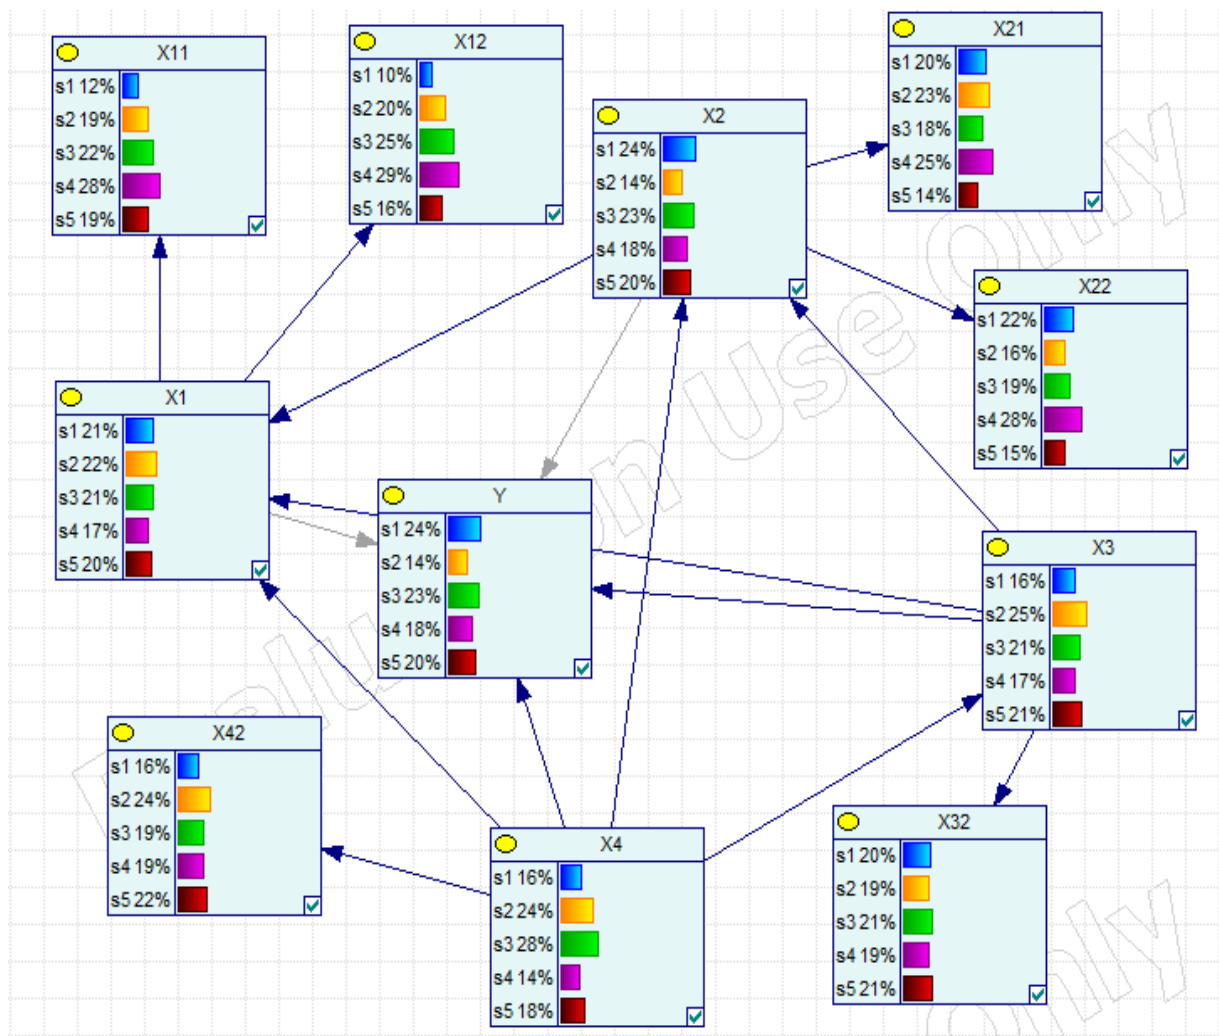 X11
s1 12%
s2 19%
s3 22%
s4 28%
s5 19%
X12
s1 10%
s2 20%
s3 25%
s4 29%
s5 16%
X2
s1 24%
s2 14%
s3 23%
s4 18%
s5 20%
X21
s1 20%
s2 23%
s3 18%
s4 25%
s5 14%
X22
s1 22%
s2 16%
s3 19%
s4 28%
s5 15%
X1
s1 21%
s2 22%
s3 21%
s4 17%
s5 20%
Y
s1 24%
s2 14%
s3 23%
s4 18%
s5 20%
X3
s1 16%
s2 25%
s3 21%
s4 17%
s5 21%
X42
s1 16%
s2 24%
s3 19%
s4 19%
s5 22%
X4
s1 16%
s2 24%
s3 28%
s4 14%
s5 18%
X32
s1 20%
s2 19%
s3 21%
s4 19%
s5 21%
on Use Only
only